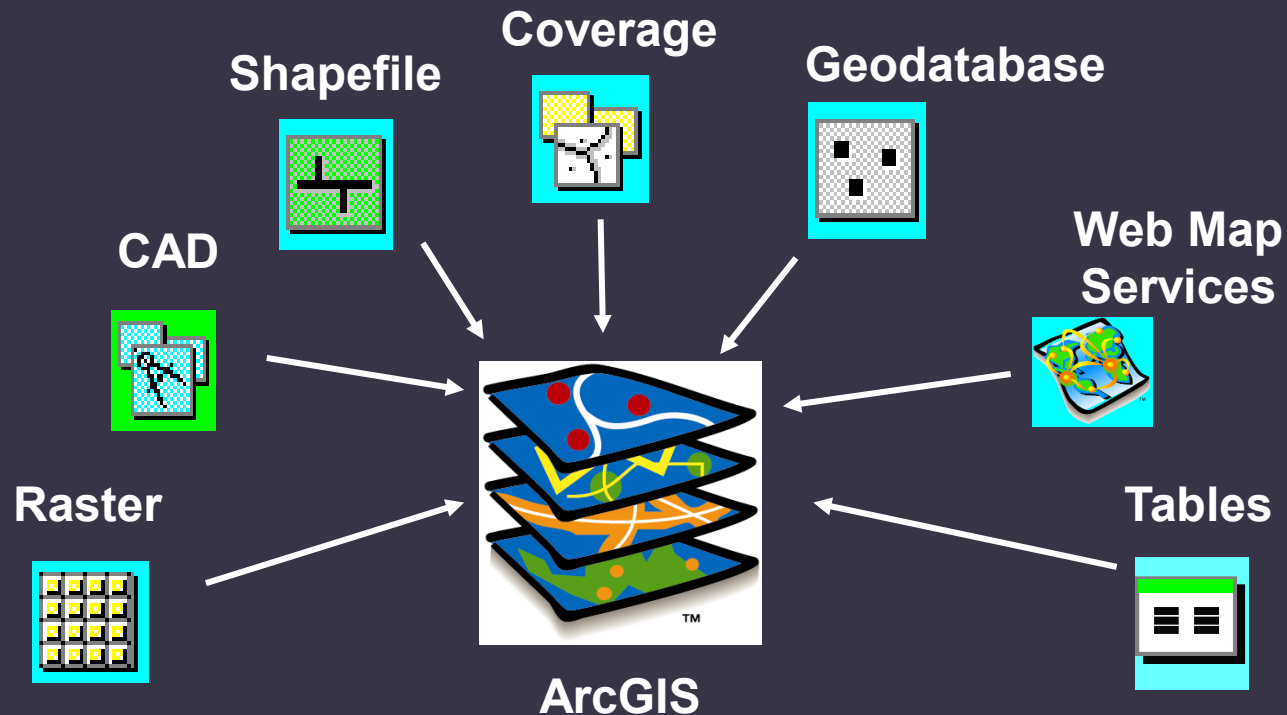 Coverage
Shapefile
Geodatabase
CAD
Web Map
Services
Raster
Tables
TM
ArcGIS